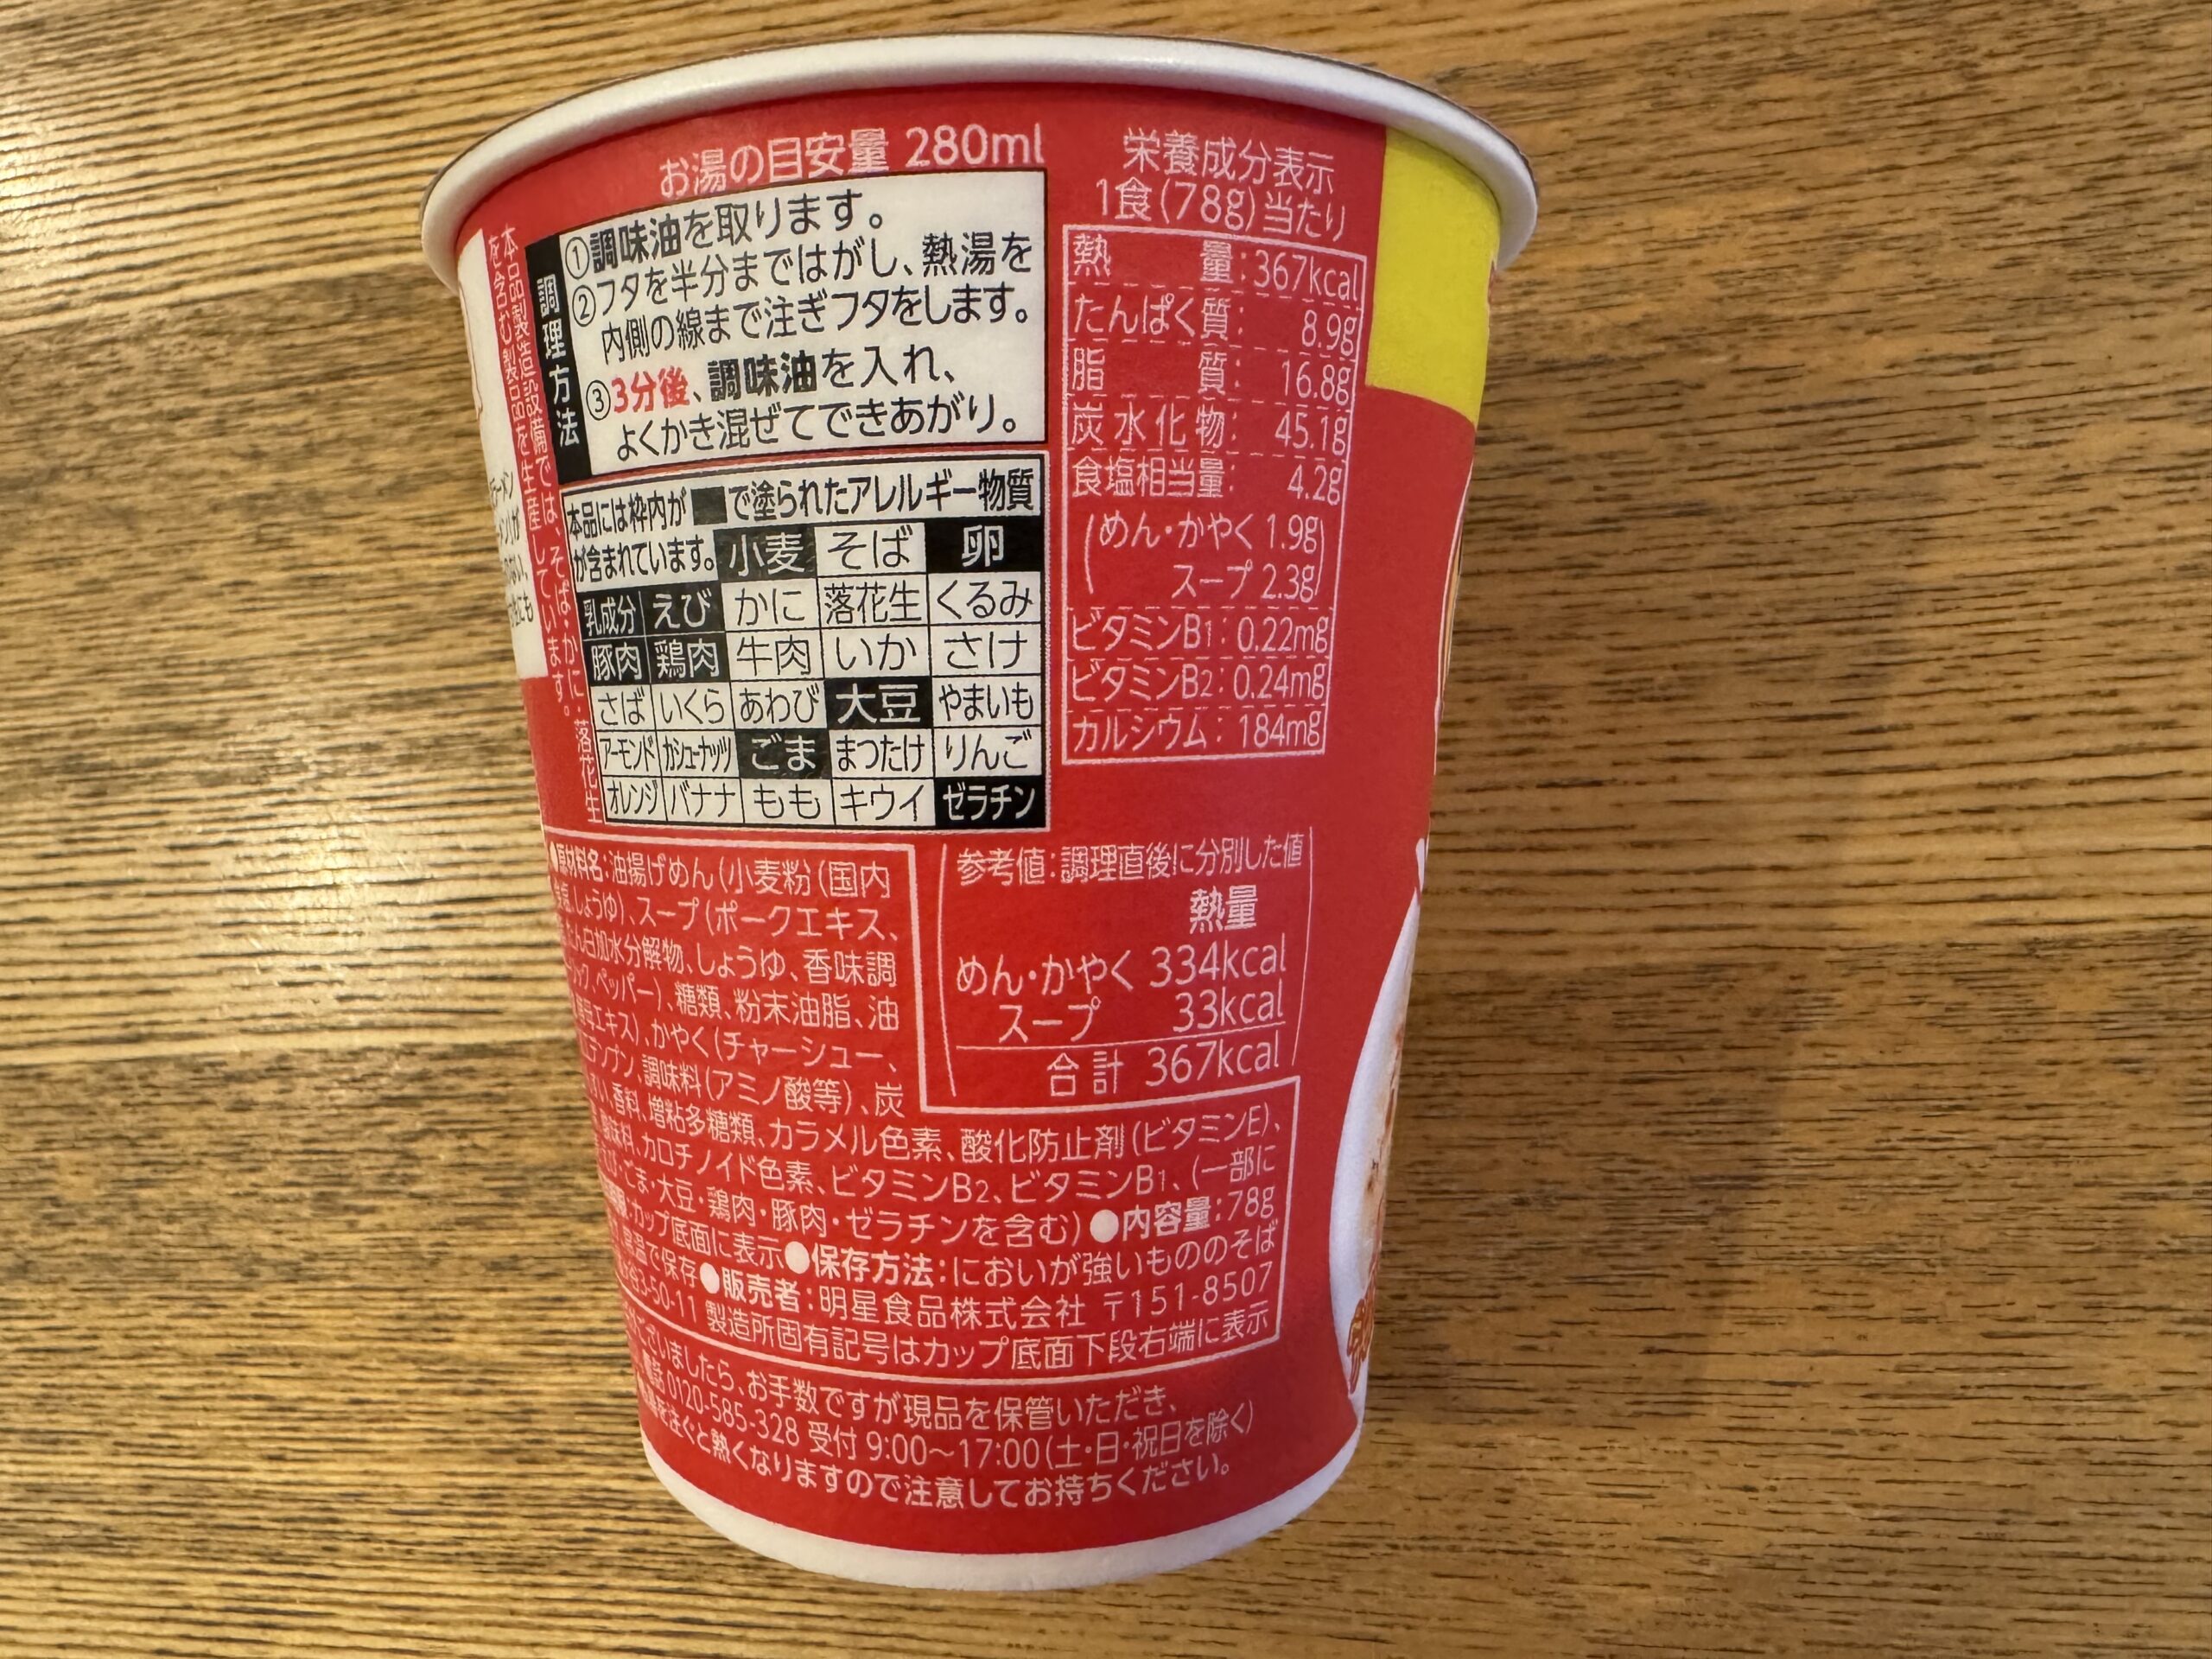 お湯の目安量 280ml
調理方法
①調味油を取ります。
②フタを半分まではがし、熱湯を
内側の線まで注ぎフタをします。
③3分後、調味油を入れ、
よくかき混ぜてできあがり。
本品製造設備では、そば・かに・落花生
を含む製品を生産しています。
本品には枠内が■で塗られたアレルギー物質
が含まれています。 小麦 そば 卵
乳成分 えび かに 落花生 くるみ
豚肉 鶏肉 牛肉 いか さけ
さば いくら あわび 大豆 やまいも
アーモンド カシューナッツ ごま まつたけ りんご
オレンジ バナナ もも キウイ ゼラチン
栄養成分表示
1食(78g)当たり
熱量:367kcal
たんぱく質: 8.9g
脂質: 16.8g
炭水化物: 45.1g
食塩相当量: 4.2g
(めん・かやく 1.9g
スープ 2.3g)
ビタミンB1: 0.22mg
ビタミンB2: 0.24mg
カルシウム: 184mg
参考値:調理直後に分別した値
熱量
めん・かやく 334kcal
スープ 33kcal
合計 367kcal
●原材料名:油揚げめん(小麦粉(国内
しょうゆ)、スープ(ポークエキス、
加水分解物、しょうゆ、香味調
ペッパー)、糖類、粉末油脂、油
エキス)、かやく(チャーシュー、
調味料(アミノ酸等)、炭
香料、増粘多糖類、カラメル色素、酸化防止剤(ビタミンE)、
カロチノイド色素、ビタミンB2、ビタミンB1、(一部に
ごま・大豆・鶏肉・豚肉・ゼラチンを含む) ●内容量:78g
カップ底面に表示●保存方法:においが強いもののそば
常温で保存●販売者:明星食品株式会社 〒151-8507
3-50-11 製造所固有記号はカップ底面下段右端に表示
ございましたら、お手数ですが現品を保管いただき、
0120-585-328 受付 9:00〜17:00(土・日・祝日を除く)
を注ぐと熱くなりますので注意してお持ちください。